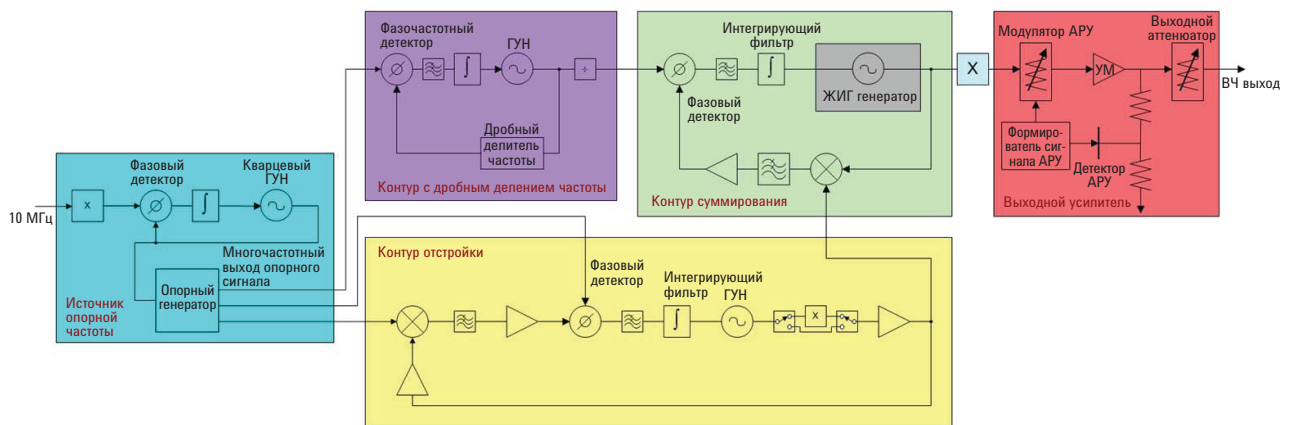 10 МГц
x
Фазовый
детектор
∫
Кварцевый
ГУН
Многочастотный
выход опорного
сигнала
Опорный
генератор
Источник
опорной
частоты
Фазочастотный
детектор
∫
ГУН
÷
Дробный
делитель
частоты
Контур с дробным делением частоты
Интегрирующий
фильтр
∫
Фазовый
детектор
ЖИГ генератор
Контур суммирования
X
Модулятор АРУ
УМ
Выходной
аттенюатор
ВЧ выход
Формиро-
ватель сиг-
нала АРУ
Детектор
АРУ
Выходной усилитель
Контур отстройки
Фазовый
детектор
Интегрирующий
фильтр
∫
ГУН
x